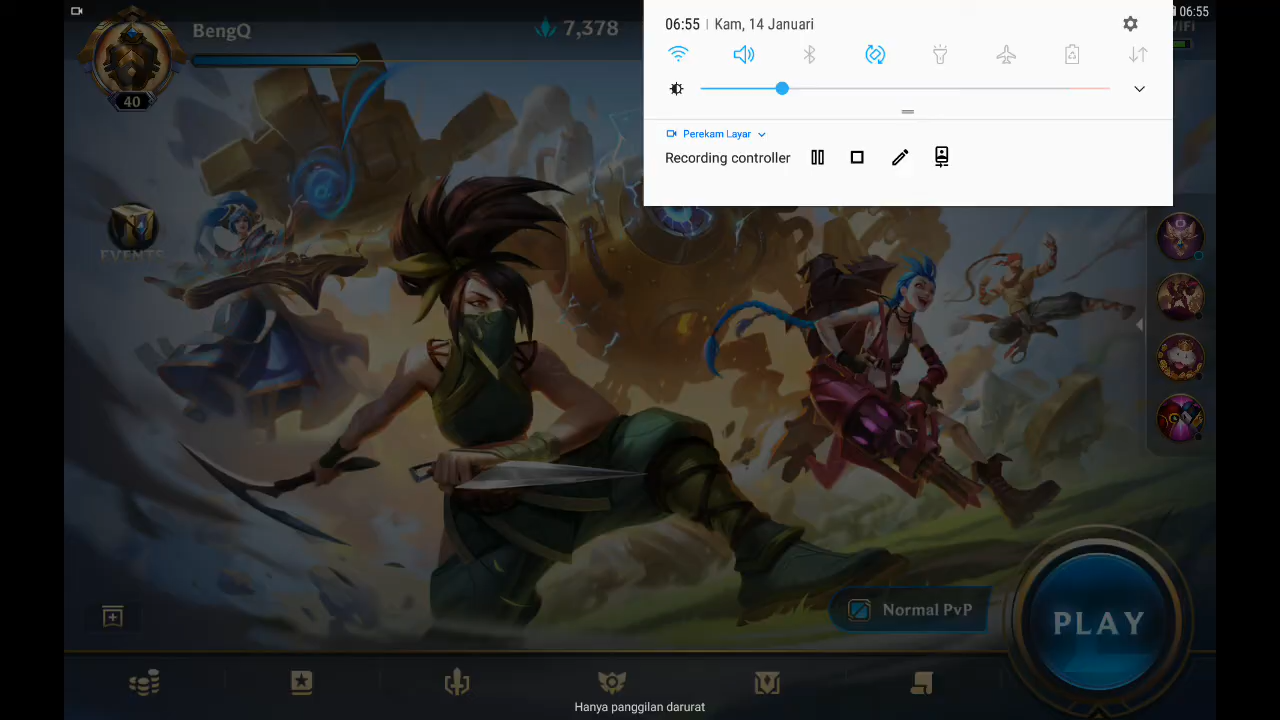 BengQ
7,378
06:55 Kam, 14 Januari
06:55
40
Perekam Layar
Recording controller
EVENTS
Normal PvP
PLAY
Hanya panggilan darurat